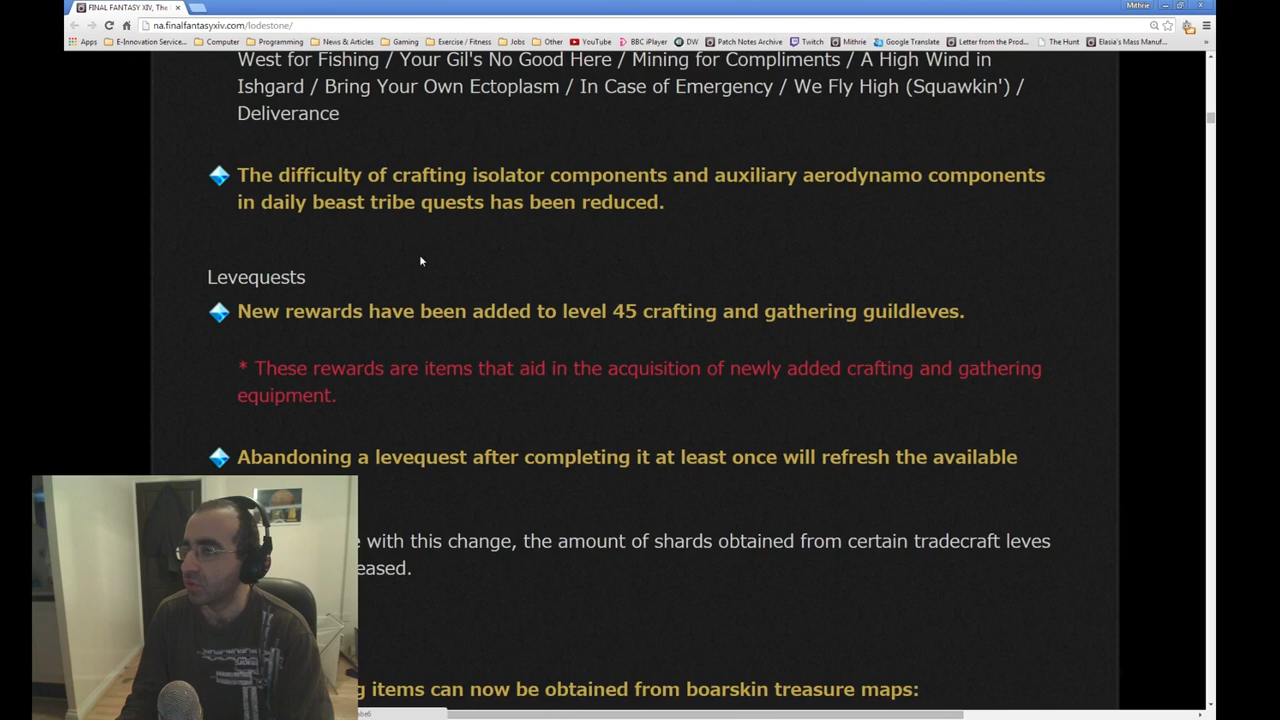 FINAL FANTASY XIV, The
Mithrie
na.finalfantasyxiv.com/lodestone/
Apps E-Innovation Service... Computer Programming News & Articles Gaming Exercise / Fitness Jobs Other YouTube BBC iPlayer DW Patch Notes Archive Twitch Mithrie Google Translate Letter from the Prod... The Hunt Elasia's Mass Manuf...
West for Fishing / Your Gil's No Good Here / Mining for Compliments / A High Wind in
Ishgard / Bring Your Own Ectoplasm / In Case of Emergency / We Fly High (Squawkin') /
Deliverance
The difficulty of crafting isolator components and auxiliary aerodynamo components
in daily beast tribe quests has been reduced.
Levequests
New rewards have been added to level 45 crafting and gathering guildleves.
* These rewards are items that aid in the acquisition of newly added crafting and gathering
equipment.
Abandoning a levequest after completing it at least once will refresh the available
with this change, the amount of shards obtained from certain tradecraft leves
eased.
items can now be obtained from boarskin treasure maps: